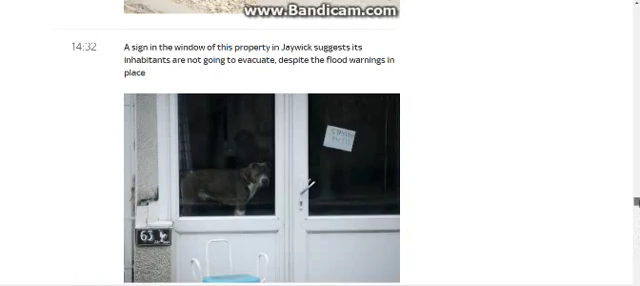 www.Bandicam.com
14:32
A sign in the window of this property in Jaywick suggests its
inhabitants are not going to evacuate, despite the flood warnings in
place
63